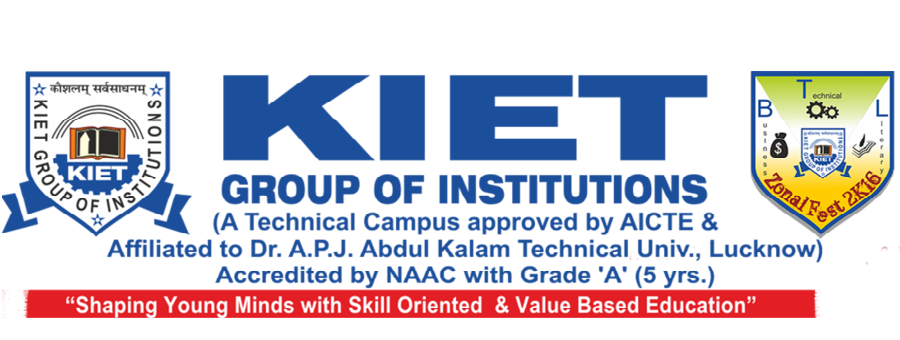 कौशलम् सर्वसाधनम्
KIET GROUP OF INSTITUTIONS
KIET
KIET
GROUP OF INSTITUTIONS
(A Technical Campus approved by AICTE &
Affiliated to Dr. A.P.J. Abdul Kalam Technical Univ., Lucknow)
Accredited by NAAC with Grade 'A' (5 yrs.)
“Shaping Young Minds with Skill Oriented & Value Based Education”
Technical
Business
Literary
KIET
Zonal Fest 2K16